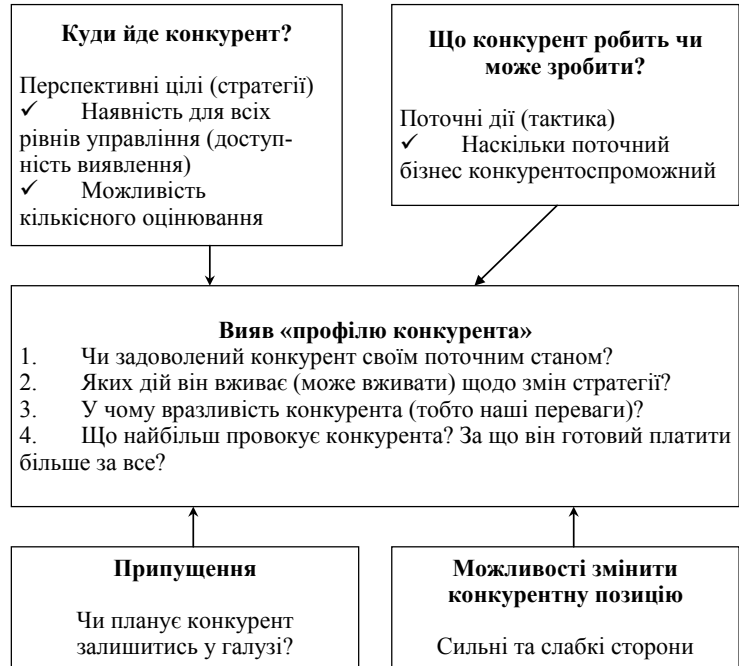 Куди йде конкурент?
Перспективні цілі (стратегії)
✓ Наявність для всіх
рівнів управління (доступ-
ність виявлення)
✓ Можливість
кількісного оцінювання
Що конкурент робить чи
може зробити?
Поточні дії (тактика)
✓ Наскільки поточний
бізнес конкурентоспроможний
Вияв «профілю конкурента»
1. Чи задоволений конкурент своїм поточним станом?
2. Яких дій він вживає (може вживати) щодо змін стратегії?
3. У чому вразливість конкурента (тобто наші переваги)?
4. Що найбільш провокує конкурента? За що він готовий платити
більше за все?
Припущення
Чи планує конкурент
залишитись у галузі?
Можливості змінити
конкурентну позицію
Сильні та слабкі сторони